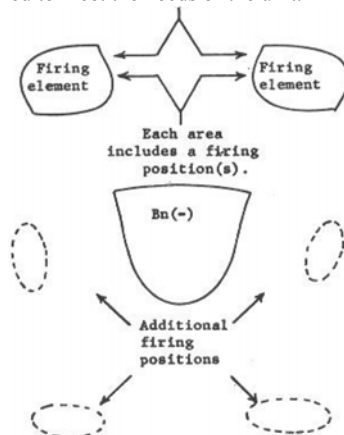 Firing
element
Firing
element
Each area
includes a firing
position(s).
Bn(-)
Additional
firing
positions